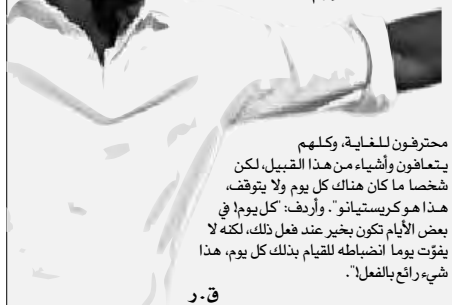 محترفون للغاية، وكلهم
يتعافون وأشياء من هذا القبيل، لكن
شخصا ما كان هناك كل يوم ولا يتوقف،
هذا هو كريستيانو". وأردف: "كل يوم! في
بعض الأيام تكون بخير عند فعل ذلك، لكنه لا
يفوّت يوما انضباطه للقيام بذلك كل يوم، هذا
شيء رائع بالفعل!".
ق.ر